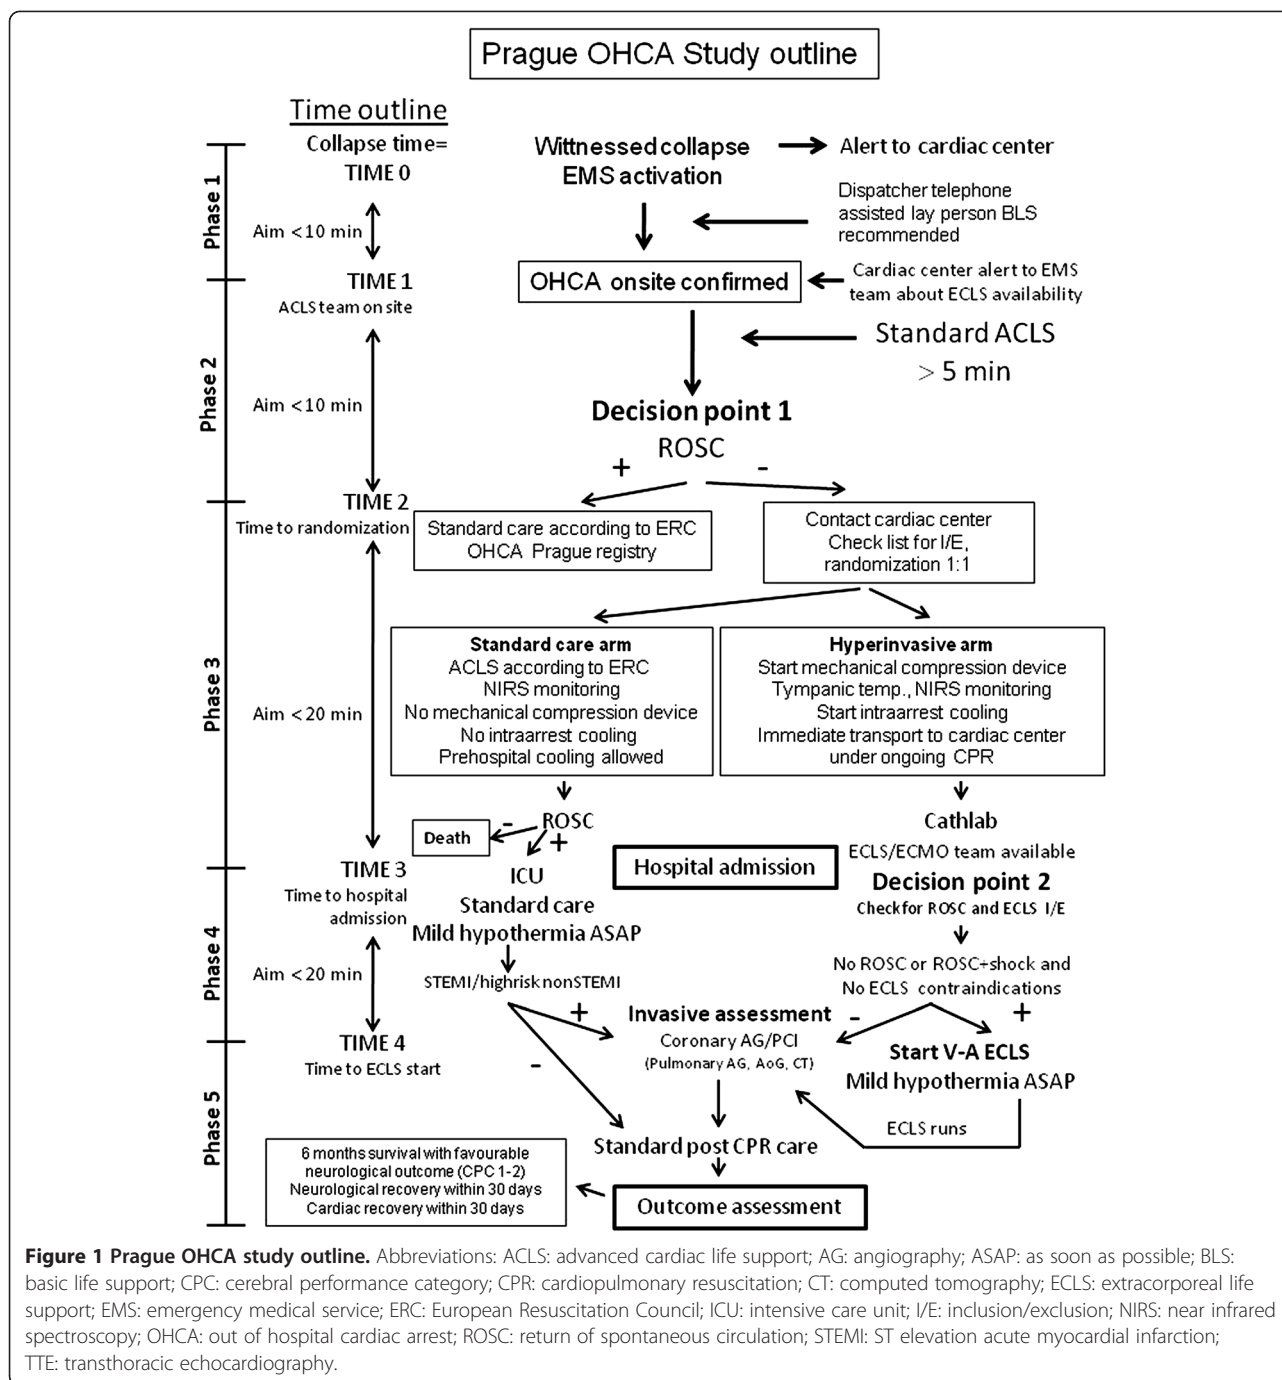 Prague OHCA Study outline
Time outline
Collapse time=
TIME 0
Wittnessed collapse
EMS activation
Alert to cardiac center
Phase 1
Aim <10 min
Dispatcher telephone
assisted lay person BLS
recommended
TIME 1
ACLS team on site
OHCA onsite confirmed
Cardiac center alert to EMS
team about ECLS availability
Standard ACLS
> 5 min
Phase 2
Aim <10 min
Decision point 1
ROSC
+
-
TIME 2
Time to randomization
Standard care according to ERC
OHCA Prague registry
Contact cardiac center
Check list for I/E,
randomization 1:1
Phase 3
Aim <20 min
Standard care arm
ACLS according to ERC
NIRS monitoring
No mechanical compression device
No intraarrest cooling
Prehospital cooling allowed
Hyperinvasive arm
Start mechanical compression device
Tympanic temp., NIRS monitoring
Start intraarrest cooling
Immediate transport to cardiac center
under ongoing CPR
Death
-
ROSC
+
Cathlab
ECLS/ECMO team available
TIME 3
Time to hospital
admission
ICU
Standard care
Mild hypothermia ASAP
Hospital admission
Decision point 2
Check for ROSC and ECLS I/E
Phase 4
Aim <20 min
STEMI/highrisk nonSTEMI
No ROSC or ROSC+shock and
No ECLS contraindications
+
-
-
+
Invasive assessment
Coronary AG/PCI
(Pulmonary AG, AoG, CT)
TIME 4
Time to ECLS start
Start V-A ECLS
Mild hypothermia ASAP
ECLS runs
Phase 5
Standard post CPR care
6 months survival with favourable
neurological outcome (CPC 1-2)
Neurological recovery within 30 days
Cardiac recovery within 30 days
Outcome assessment
Figure 1 Prague OHCA study outline. Abbreviations: ACLS: advanced cardiac life support; AG: angiography; ASAP: as soon as possible; BLS:
basic life support; CPC: cerebral performance category; CPR: cardiopulmonary resuscitation; CT: computed tomography; ECLS: extracorporeal life
support; EMS: emergency medical service; ERC: European Resuscitation Council; ICU: intensive care unit; I/E: inclusion/exclusion; NIRS: near infrared
spectroscopy; OHCA: out of hospital cardiac arrest; ROSC: return of spontaneous circulation; STEMI: ST elevation acute myocardial infarction;
TTE: transthoracic echocardiography.